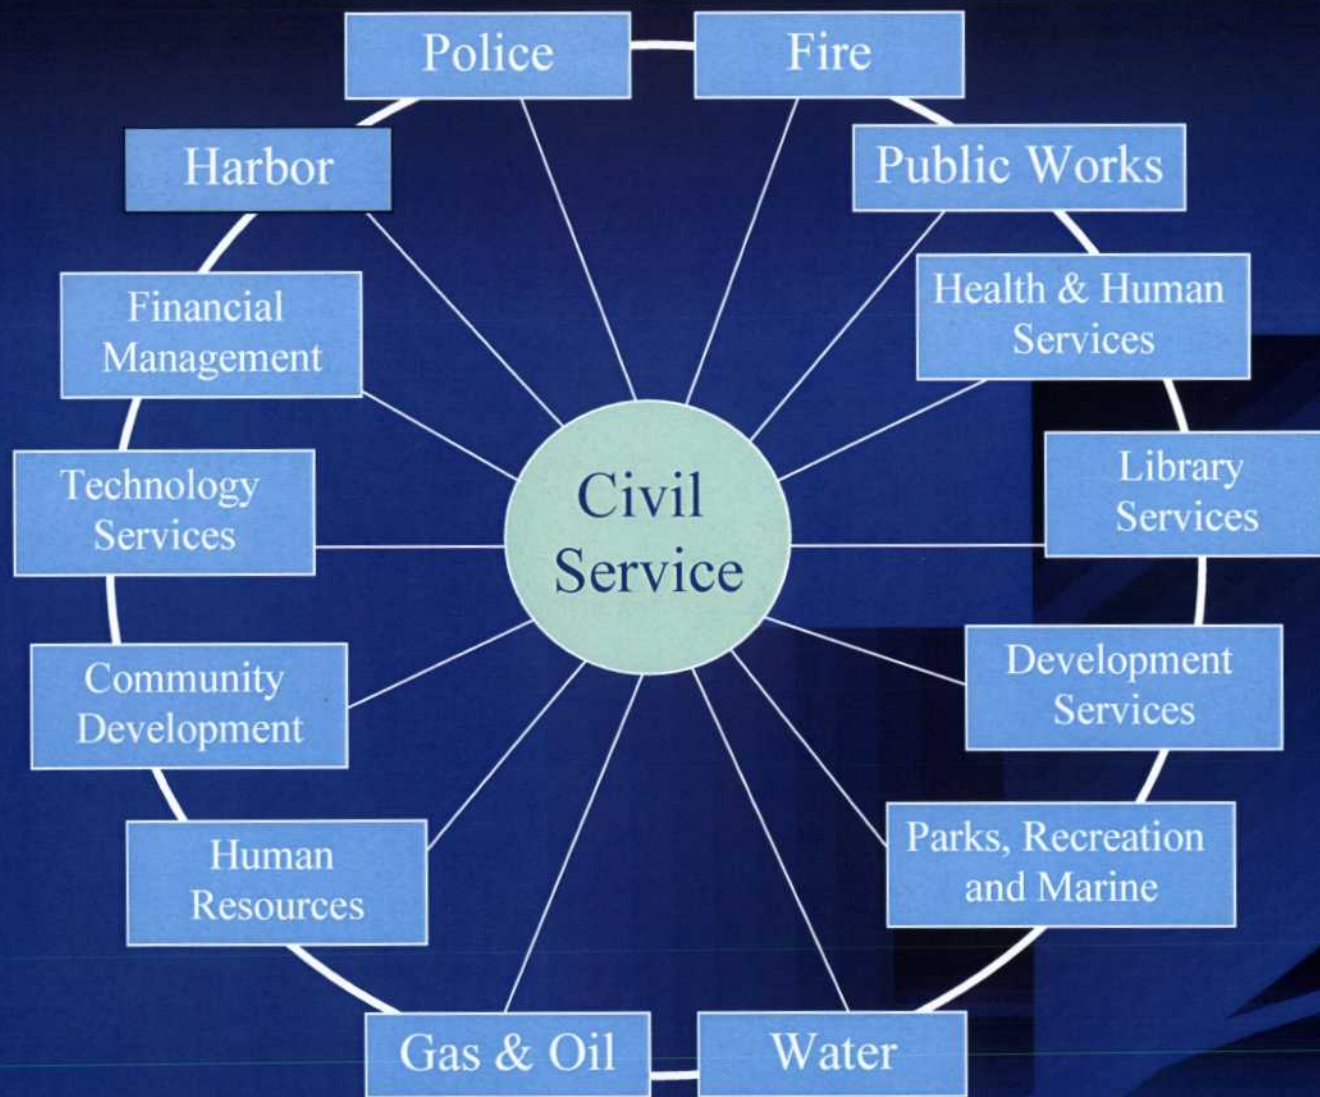 Police
Fire
Harbor
Public Works
Financial
Management
Health & Human
Services
Technology
Services
Civil
Service
Library
Services
Community
Development
Development
Services
Human
Resources
Parks, Recreation
and Marine
Gas & Oil
Water